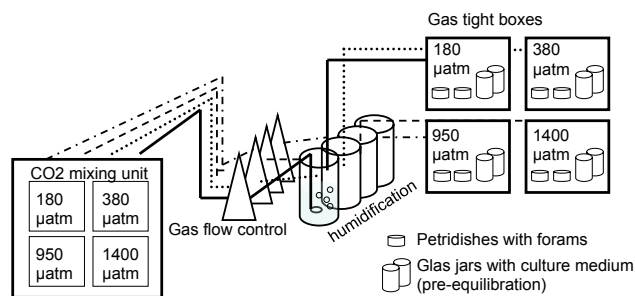 Gas tight boxes
180
µatm
380
µatm
950
µatm
1400
µatm
CO2 mixing unit
180
µatm
380
µatm
950
µatm
1400
µatm
Gas flow control
humidification
Petridishes with forams
Glas jars with culture medium
(pre-equilibration)